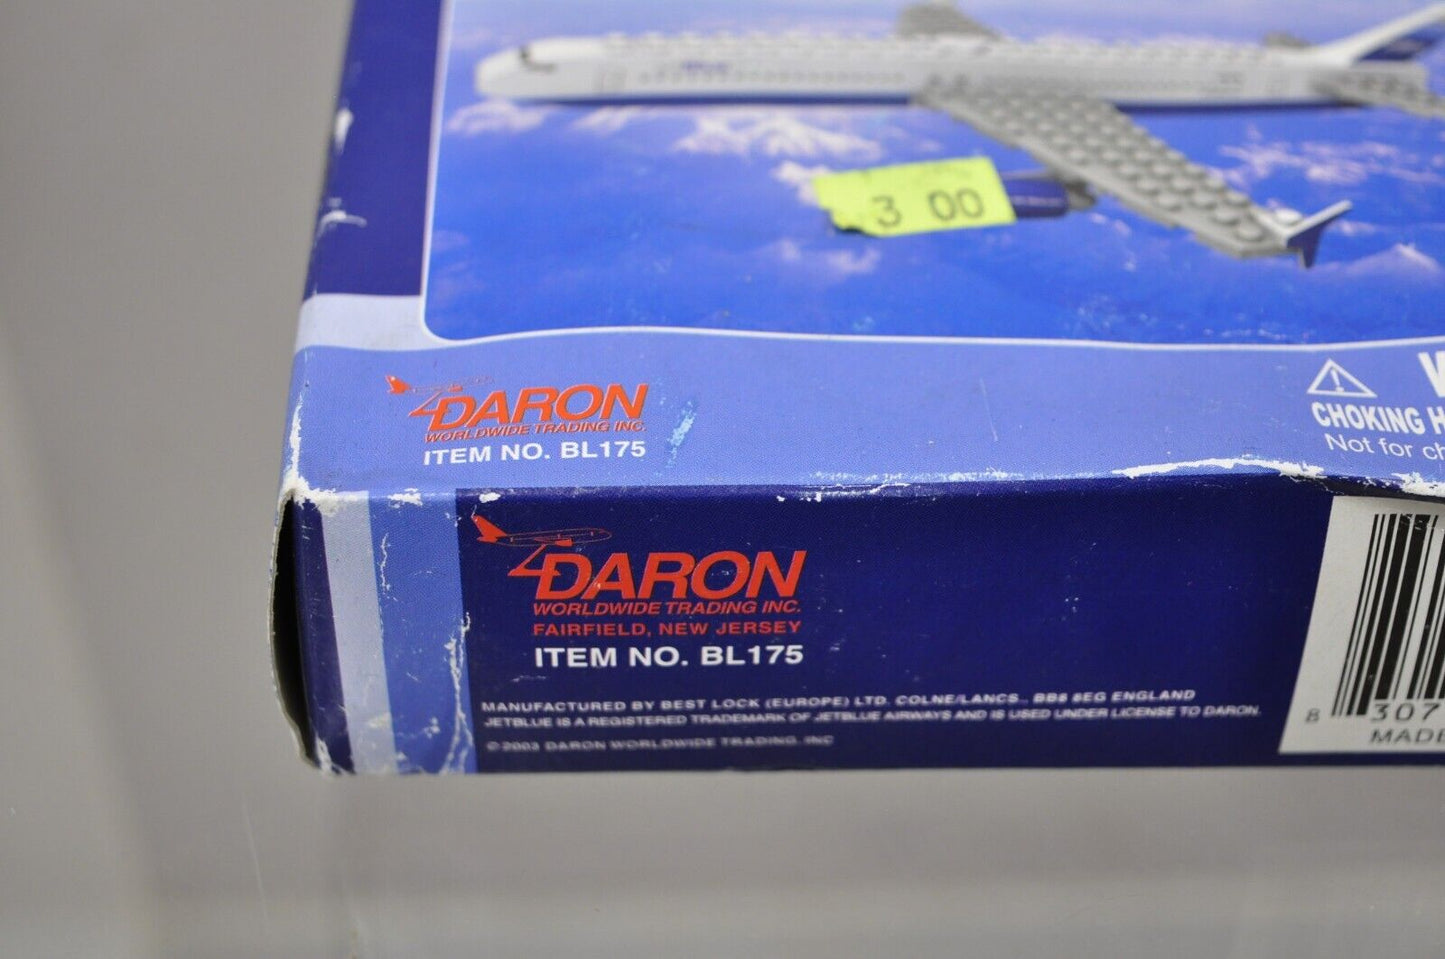 3 00
DARON
WORLDWIDE TRADING INC.
ITEM NO. BL175
CHOKING H
Not for ch
DARON
WORLDWIDE TRADING INC.
FAIRFIELD, NEW JERSEY
ITEM NO. BL175
MANUFACTURED BY BEST LOCK (EUROPE) LTD. COLNE/LANCS., BB8 8EG ENGLAND
JETBLUE IS A REGISTERED TRADEMARK OF JETBLUE AIRWAYS AND IS USED UNDER LICENSE TO DARON.
© 2003 DARON WORLDWIDE TRADING, INC
8 307
MADE